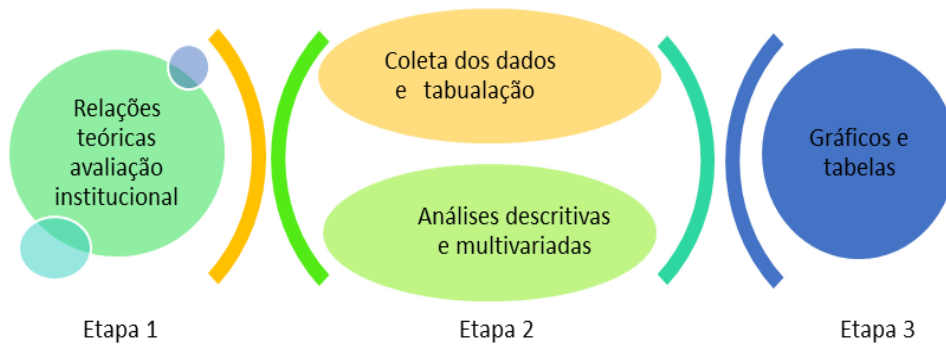 Relações
teóricas
avaliação
institucional
Coleta dos dados
e tabualação
Análises descritivas
e multivariadas
Gráficos e
tabelas
Etapa 1
Etapa 2
Etapa 3